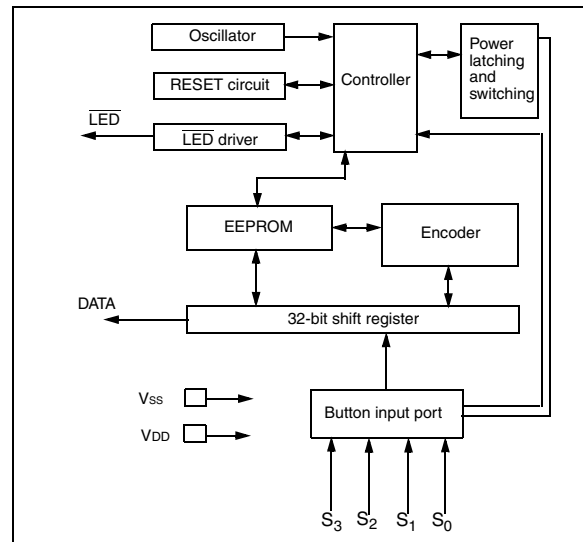 Oscillator
Controller
Power
latching
and
switching
RESET circuit
LED
LED driver
EEPROM
Encoder
DATA
32-bit shift register
VSS
VDD
Button input port
S3 S2 S1 S0